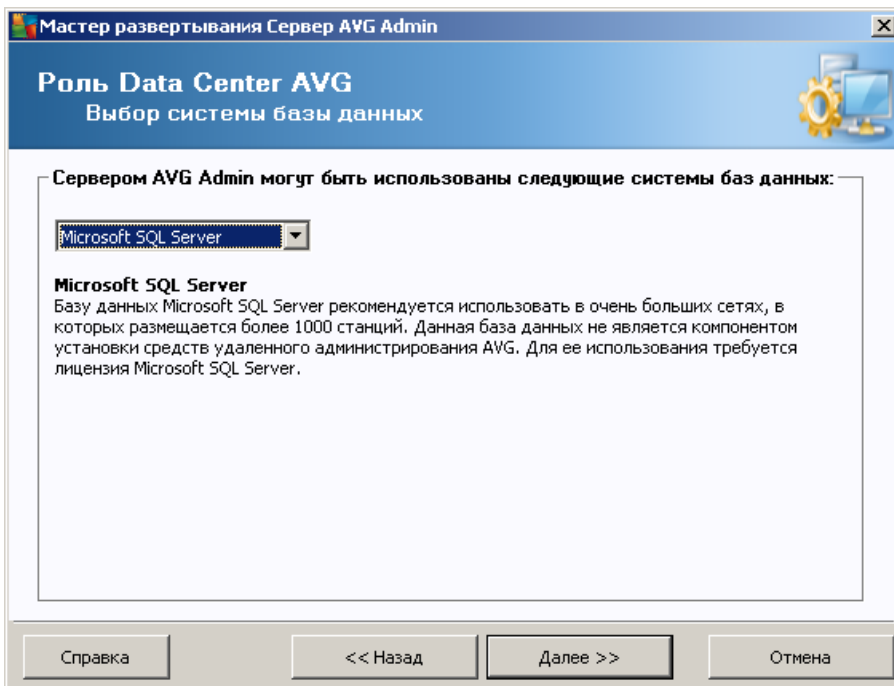 Мастер развертывания Сервер AVG Admin
Роль Data Center AVG
Выбор системы базы данных
Сервером AVG Admin могут быть использованы следующие системы баз данных:
Microsoft SQL Server
Microsoft SQL Server
Базу данных Microsoft SQL Server рекомендуется использовать в очень больших сетях, в
которых размещается более 1000 станций. Данная база данных не является компонентом
установки средств удаленного администрирования AVG. Для ее использования требуется
лицензия Microsoft SQL Server.
Справка
<< Назад
Далее >>
Отмена